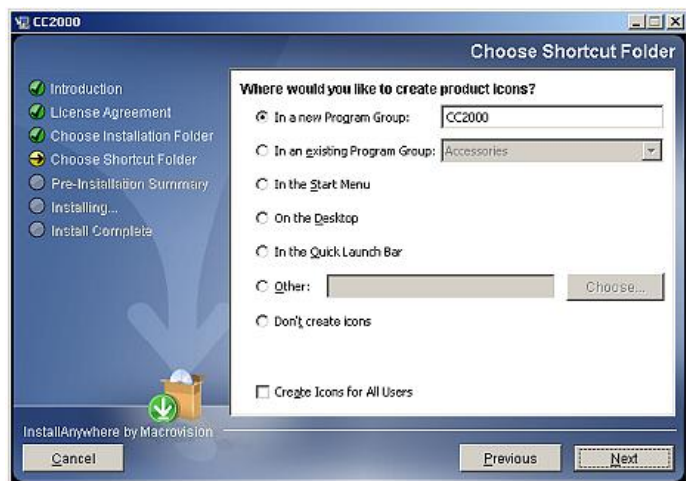 CC2000
Choose Shortcut Folder
Introduction
License Agreement
Choose Installation Folder
Choose Shortcut Folder
Pre-Installation Summary
Installing...
Install Complete
Where would you like to create product icons?
In a new Program Group: CC2000
In an existing Program Group: Accessories
In the Start Menu
On the Desktop
In the Quick Launch Bar
Other: Choose...
Don't create icons
Create Icons for All Users
InstallAnywhere by Macrovision
Cancel Previous Next